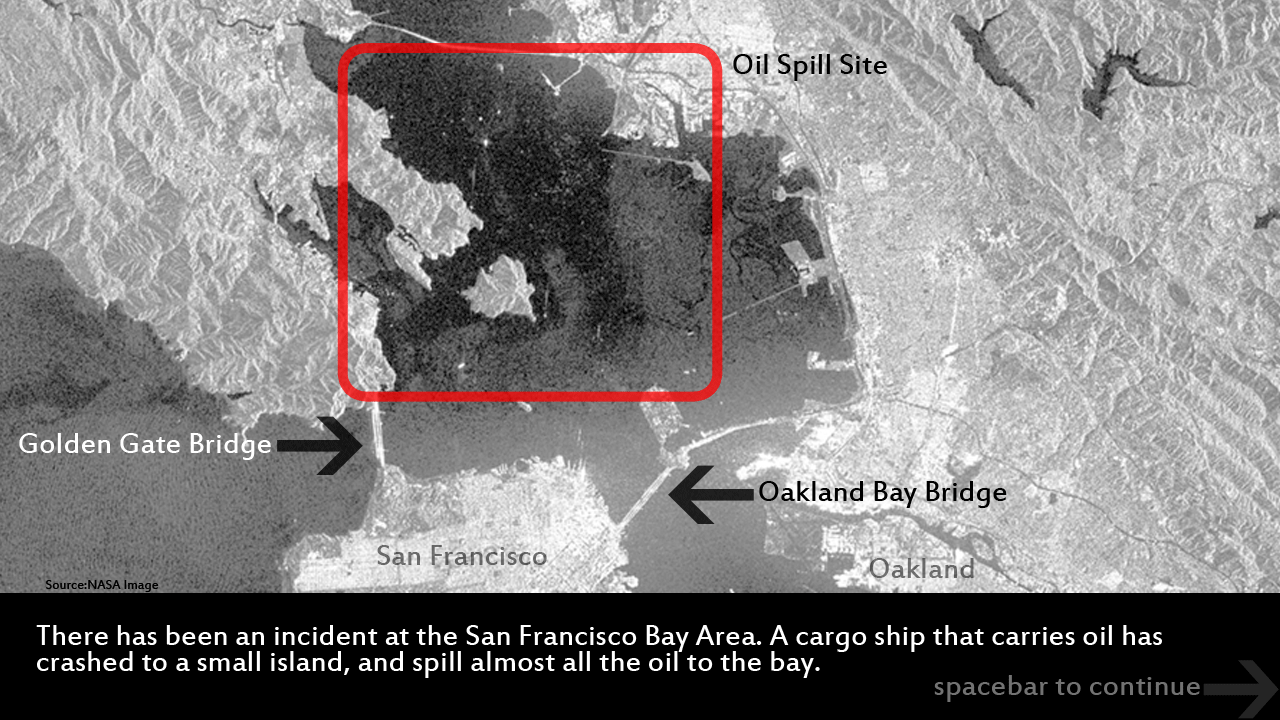 Oil Spill Site
Golden Gate Bridge
Oakland Bay Bridge
San Francisco
Oakland
Source:NASA Image
There has been an incident at the San Francisco Bay Area. A cargo ship that carries oil has
crashed to a small island, and spill almost all the oil to the bay.
spacebar to continue